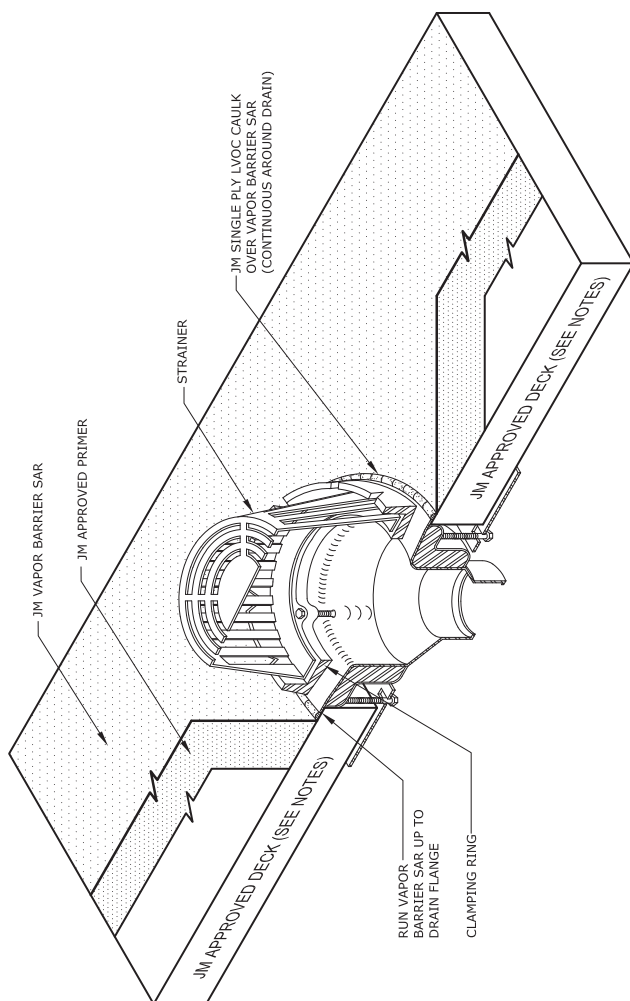 JM VAPOR BARRIER SAR
JM APPROVED PRIMER
STRAINER
JM SINGLE PLY LVOC CAULK
OVER VAPOR BARRIER SAR
(CONTINUOUS AROUND DRAIN)
JM APPROVED DECK (SEE NOTES)
JM APPROVED DECK (SEE NOTES)
RUN VAPOR
BARRIER SAR UP TO
DRAIN FLANGE
CLAMPING RING